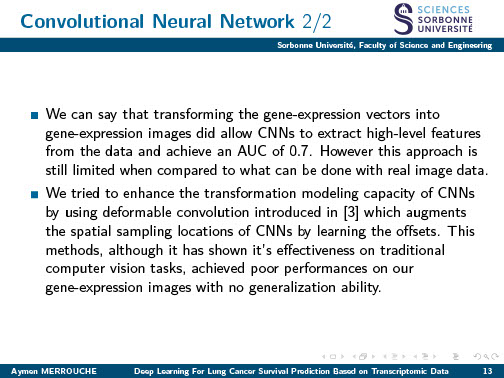 Convolutional Neural Network 2/2
SCIENCES
SORBONNE
UNIVERSITÉ
Sorbonne Université, Faculty of Science and Engineering
We can say that transforming the gene-expression vectors into
gene-expression images did allow CNNs to extract high-level features
from the data and achieve an AUC of 0.7. However this approach is
still limited when compared to what can be done with real image data.
We tried to enhance the transformation modeling capacity of CNNs
by using deformable convolution introduced in [3] which augments
the spatial sampling locations of CNNs by learning the offsets. This
methods, although it has shown it's effectiveness on traditional
computer vision tasks, achieved poor performances on our
gene-expression images with no generalization ability.
Aymen MERROUCHE Deep Learning For Lung Cancer Survival Prediction Based on Transcriptomic Data 13